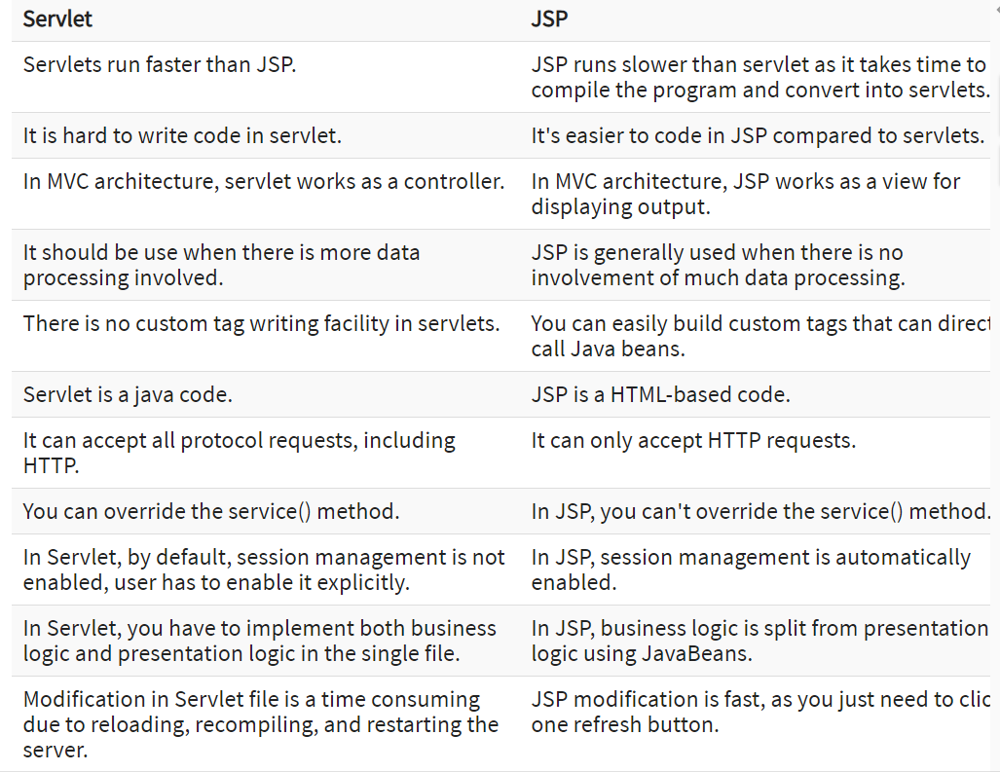 Servlet
JSP
Servlets run faster than JSP.
JSP runs slower than servlet as it takes time to
compile the program and convert into servlets.
It is hard to write code in servlet.
It's easier to code in JSP compared to servlets.
In MVC architecture, servlet works as a controller.
In MVC architecture, JSP works as a view for
displaying output.
It should be use when there is more data
processing involved.
JSP is generally used when there is no
involvement of much data processing.
There is no custom tag writing facility in servlets.
You can easily build custom tags that can direct
call Java beans.
Servlet is a java code.
JSP is a HTML-based code.
It can accept all protocol requests, including
HTTP.
It can only accept HTTP requests.
You can override the service() method.
In JSP, you can't override the service() method.
In Servlet, by default, session management is not
enabled, user has to enable it explicitly.
In JSP, session management is automatically
enabled.
In Servlet, you have to implement both business
logic and presentation logic in the single file.
In JSP, business logic is split from presentation
logic using JavaBeans.
Modification in Servlet file is a time consuming
due to reloading, recompiling, and restarting the
server.
JSP modification is fast, as you just need to clic
one refresh button.